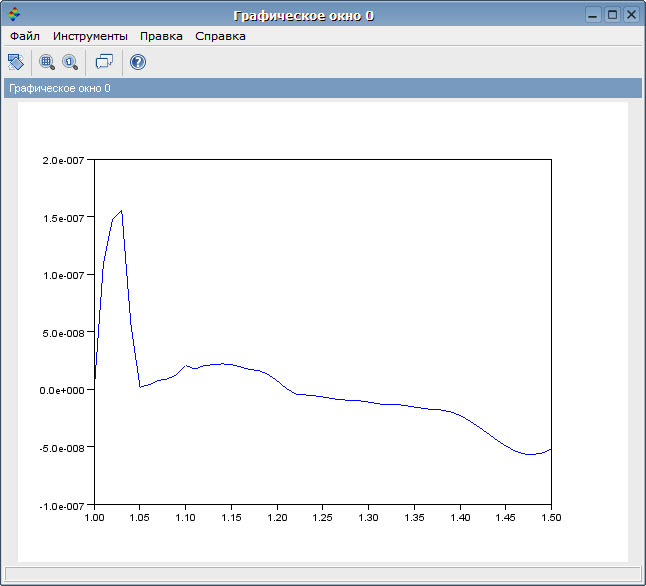 Графическое окно 0
Файл Инструменты Правка Справка
Графическое окно 0
2.0e-007
1.5e-007
1.0e-007
5.0e-008
0.0e+000
-5.0e-008
-1.0e-007
1.00 1.05 1.10 1.15 1.20 1.25 1.30 1.35 1.40 1.45 1.50